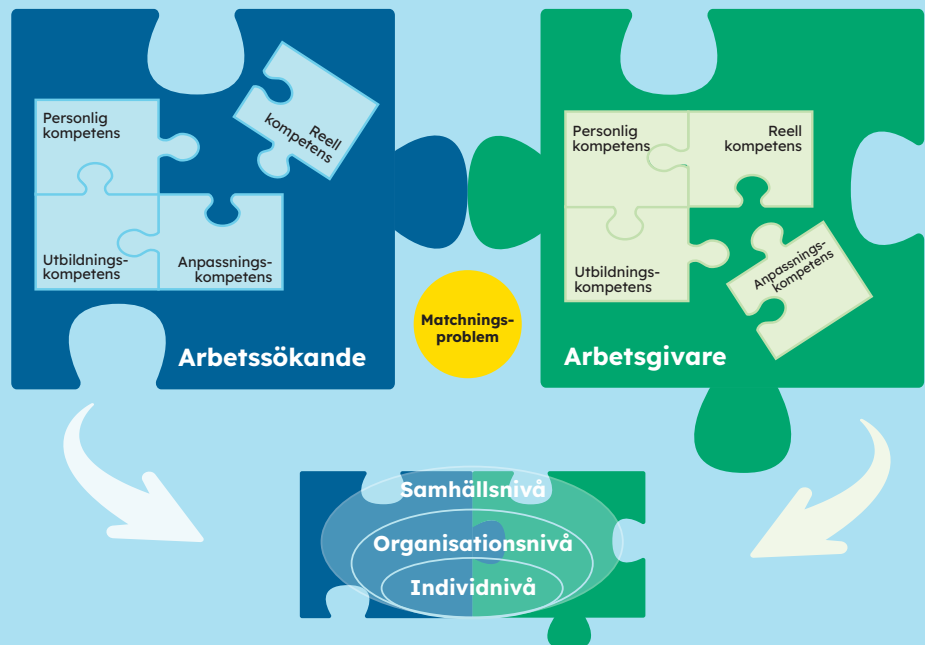 Personlig
kompetens
Reell
kompetens
Utbildnings-
kompetens
Anpassnings-
kompetens
Arbetssökande
Matchnings-
problem
Personlig
kompetens
Reell
kompetens
Utbildnings-
kompetens
Anpassnings-
kompetens
Arbetsgivare
Samhällsnivå
Organisationsnivå
Individnivå